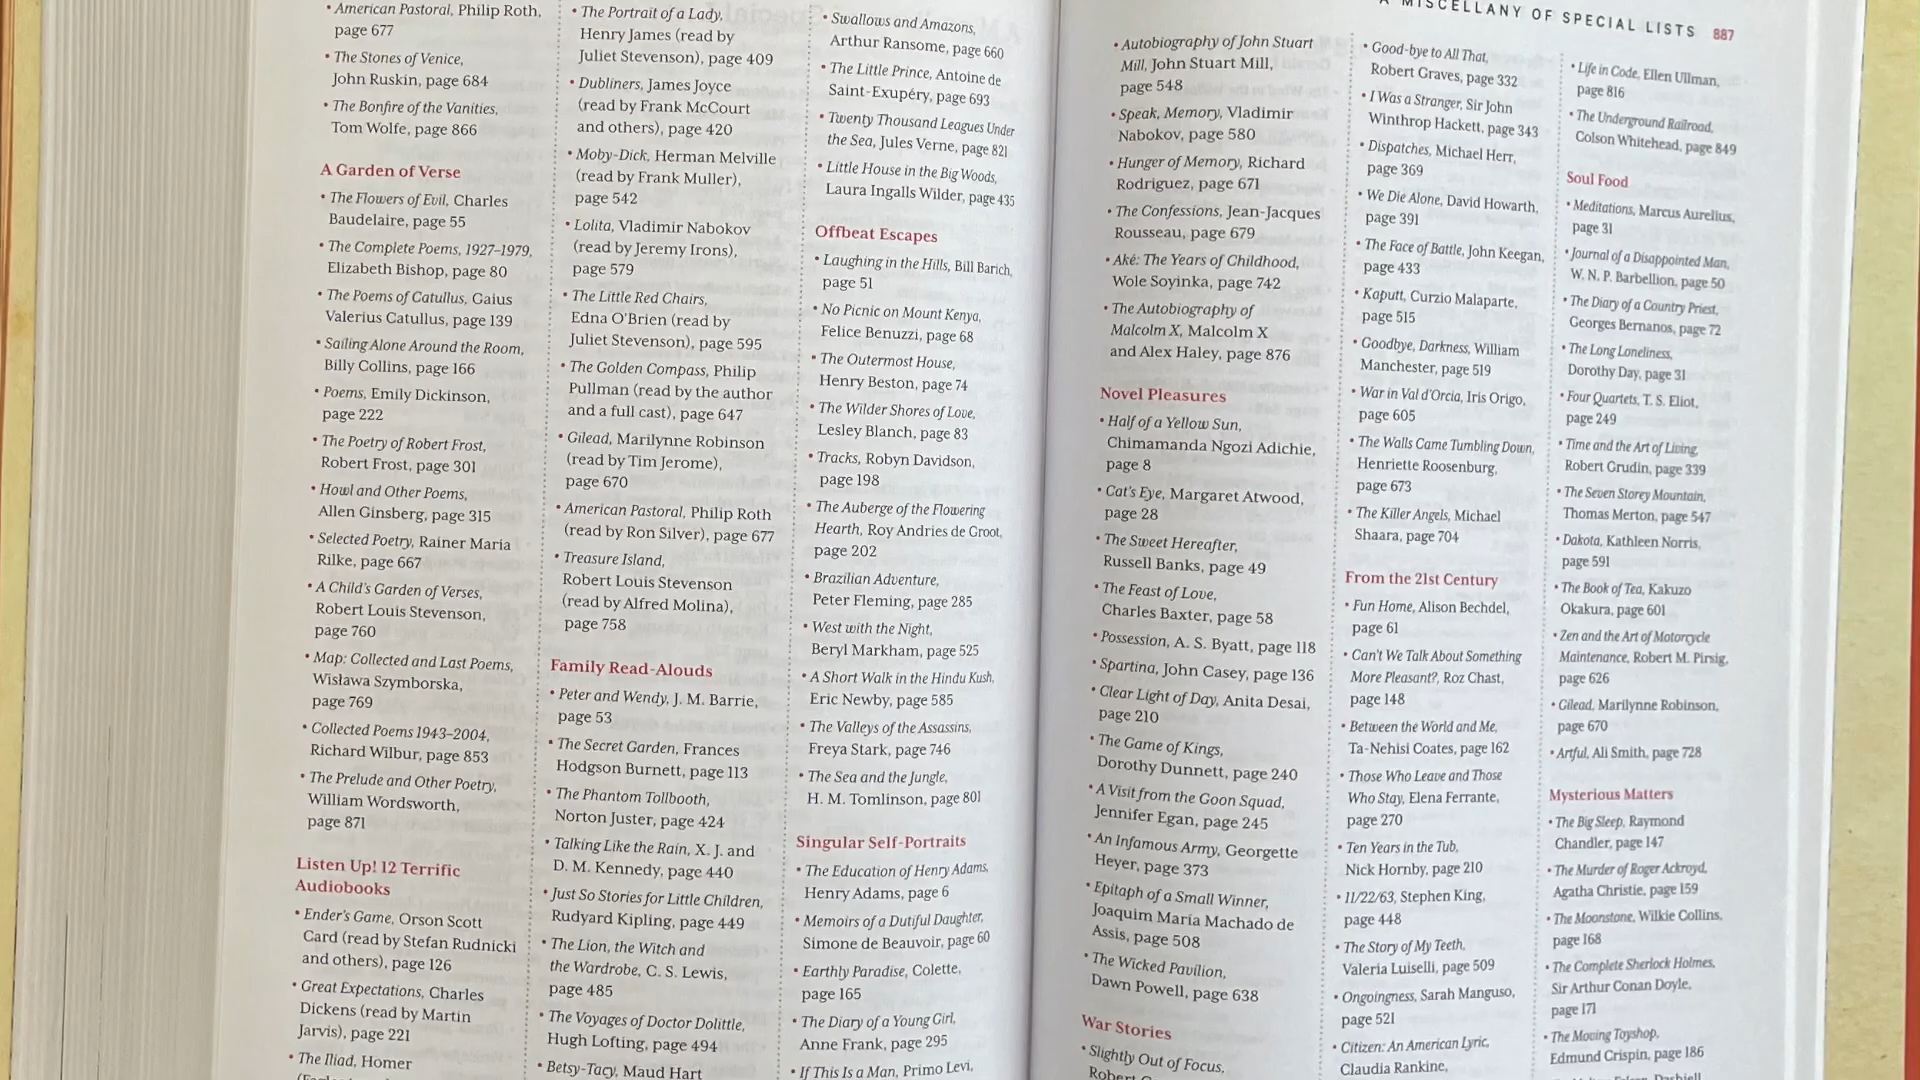 American Pastoral, Philip Roth,
page 677
• The Stones of Venice,
John Ruskin, page 684
• The Bonfire of the Vanities,
Tom Wolfe, page 866
A Garden of Verse
• The Flowers of Evil, Charles
Baudelaire, page 55
• The Complete Poems, 1927–1979,
Elizabeth Bishop, page 80
• The Poems of Catullus, Gaius
Valerius Catullus, page 139
• Sailing Alone Around the Room,
Billy Collins, page 166
• Poems, Emily Dickinson,
page 222
• The Poetry of Robert Frost,
Robert Frost, page 301
• Howl and Other Poems,
Allen Ginsberg, page 315
• Selected Poetry, Rainer Maria
Rilke, page 667
• A Child's Garden of Verses,
Robert Louis Stevenson,
page 760
• Map: Collected and Last Poems,
Wisława Szymborska,
page 769
• Collected Poems 1943–2004,
Richard Wilbur, page 853
• The Prelude and Other Poetry,
William Wordsworth,
page 871
Listen Up! 12 Terrific
Audiobooks
• Ender's Game, Orson Scott
Card (read by Stefan Rudnicki
and others), page 126
• Great Expectations, Charles
Dickens (read by Martin
Jarvis), page 221
• The Iliad, Homer
• The Portrait of a Lady,
Henry James (read by
Juliet Stevenson), page 409
• Dubliners, James Joyce
(read by Frank McCourt
and others), page 420
• Moby-Dick, Herman Melville
(read by Frank Muller),
page 542
• Lolita, Vladimir Nabokov
(read by Jeremy Irons),
page 579
• The Little Red Chairs,
Edna O'Brien (read by
Juliet Stevenson), page 595
• The Golden Compass, Philip
Pullman (read by the author
and a full cast), page 647
• Gilead, Marilynne Robinson
(read by Tim Jerome),
page 670
• American Pastoral, Philip Roth
(read by Ron Silver), page 677
• Treasure Island,
Robert Louis Stevenson
(read by Alfred Molina),
page 758
Family Read-Alouds
• Peter and Wendy, J. M. Barrie,
page 53
• The Secret Garden, Frances
Hodgson Burnett, page 113
• The Phantom Tollbooth,
Norton Juster, page 424
• Talking Like the Rain, X. J. and
D. M. Kennedy, page 440
• Just So Stories for Little Children,
Rudyard Kipling, page 449
• The Lion, the Witch and
the Wardrobe, C. S. Lewis,
page 485
• The Voyages of Doctor Dolittle,
Hugh Lofting, page 494
• Betsy-Tacy, Maud Hart
• Swallows and Amazons,
Arthur Ransome, page 660
• The Little Prince, Antoine de
Saint-Exupéry, page 693
• Twenty Thousand Leagues Under
the Sea, Jules Verne, page 821
• Little House in the Big Woods,
Laura Ingalls Wilder, page 435
Offbeat Escapes
• Laughing in the Hills, Bill Barich,
page 51
• No Picnic on Mount Kenya,
Felice Benuzzi, page 68
• The Outermost House,
Henry Beston, page 74
• The Wilder Shores of Love,
Lesley Blanch, page 83
• Tracks, Robyn Davidson,
page 198
• The Auberge of the Flowering
Hearth, Roy Andries de Groot,
page 202
• Brazilian Adventure,
Peter Fleming, page 285
• West with the Night,
Beryl Markham, page 525
• A Short Walk in the Hindu Kush,
Eric Newby, page 585
• The Valleys of the Assassins,
Freya Stark, page 746
• The Sea and the Jungle,
H. M. Tomlinson, page 801
Singular Self-Portraits
• The Education of Henry Adams,
Henry Adams, page 6
• Memoirs of a Dutiful Daughter,
Simone de Beauvoir, page 60
• Earthly Paradise, Colette,
page 165
• The Diary of a Young Girl,
Anne Frank, page 295
• If This Is a Man, Primo Levi,
A MISCELLANY OF SPECIAL LISTS 887
• Autobiography of John Stuart
Mill, John Stuart Mill,
page 548
• Speak, Memory, Vladimir
Nabokov, page 580
• Hunger of Memory, Richard
Rodriguez, page 671
• The Confessions, Jean-Jacques
Rousseau, page 679
• Aké: The Years of Childhood,
Wole Soyinka, page 742
• The Autobiography of
Malcolm X, Malcolm X
and Alex Haley, page 876
Novel Pleasures
• Half of a Yellow Sun,
Chimamanda Ngozi Adichie,
page 8
• Cat's Eye, Margaret Atwood,
page 28
• The Sweet Hereafter,
Russell Banks, page 49
• The Feast of Love,
Charles Baxter, page 58
• Possession, A. S. Byatt, page 118
• Spartina, John Casey, page 136
• Clear Light of Day, Anita Desai,
page 210
• The Game of Kings,
Dorothy Dunnett, page 240
• A Visit from the Goon Squad,
Jennifer Egan, page 245
• An Infamous Army, Georgette
Heyer, page 373
• Epitaph of a Small Winner,
Joaquim Maria Machado de
Assis, page 508
• The Wicked Pavilion,
Dawn Powell, page 638
War Stories
• Slightly Out of Focus,
Robert
• Good-bye to All That,
Robert Graves, page 332
• I Was a Stranger, Sir John
Winthrop Hackett, page 343
• Dispatches, Michael Herr,
page 369
• We Die Alone, David Howarth,
page 391
• The Face of Battle, John Keegan,
page 433
• Kaputt, Curzio Malaparte,
page 515
• Goodbye, Darkness, William
Manchester, page 519
• War in Val d'Orcia, Iris Origo,
page 605
• The Walls Came Tumbling Down,
Henriette Roosenburg,
page 673
• The Killer Angels, Michael
Shaara, page 704
From the 21st Century
• Fun Home, Alison Bechdel,
page 61
• Can't We Talk About Something
More Pleasant?, Roz Chast,
page 148
• Between the World and Me,
Ta-Nehisi Coates, page 162
• Those Who Leave and Those
Who Stay, Elena Ferrante,
page 270
• Ten Years in the Tub,
Nick Hornby, page 210
• 11/22/63, Stephen King,
page 448
• The Story of My Teeth,
Valeria Luiselli, page 509
• Ongoingness, Sarah Manguso,
page 521
• Citizen: An American Lyric,
Claudia Rankine,
• Life in Code, Ellen Ullman,
page 816
• The Underground Railroad,
Colson Whitehead, page 849
Soul Food
• Meditations, Marcus Aurelius,
page 31
• Journal of a Disappointed Man,
W. N. P. Barbellion, page 50
• The Diary of a Country Priest,
Georges Bernanos, page 72
• The Long Loneliness,
Dorothy Day, page 31
• Four Quartets, T. S. Eliot,
page 249
• Time and the Art of Living,
Robert Grudin, page 339
• The Seven Storey Mountain,
Thomas Merton, page 547
• Dakota, Kathleen Norris,
page 591
• The Book of Tea, Kakuzo
Okakura, page 601
• Zen and the Art of Motorcycle
Maintenance, Robert M. Pirsig,
page 626
• Gilead, Marilynne Robinson,
page 670
• Artful, Ali Smith, page 728
Mysterious Matters
• The Big Sleep, Raymond
Chandler, page 147
• The Murder of Roger Ackroyd,
Agatha Christie, page 159
• The Moonstone, Wilkie Collins,
page 168
• The Complete Sherlock Holmes,
Sir Arthur Conan Doyle,
page 171
• The Moving Toyshop,
Edmund Crispin, page 186